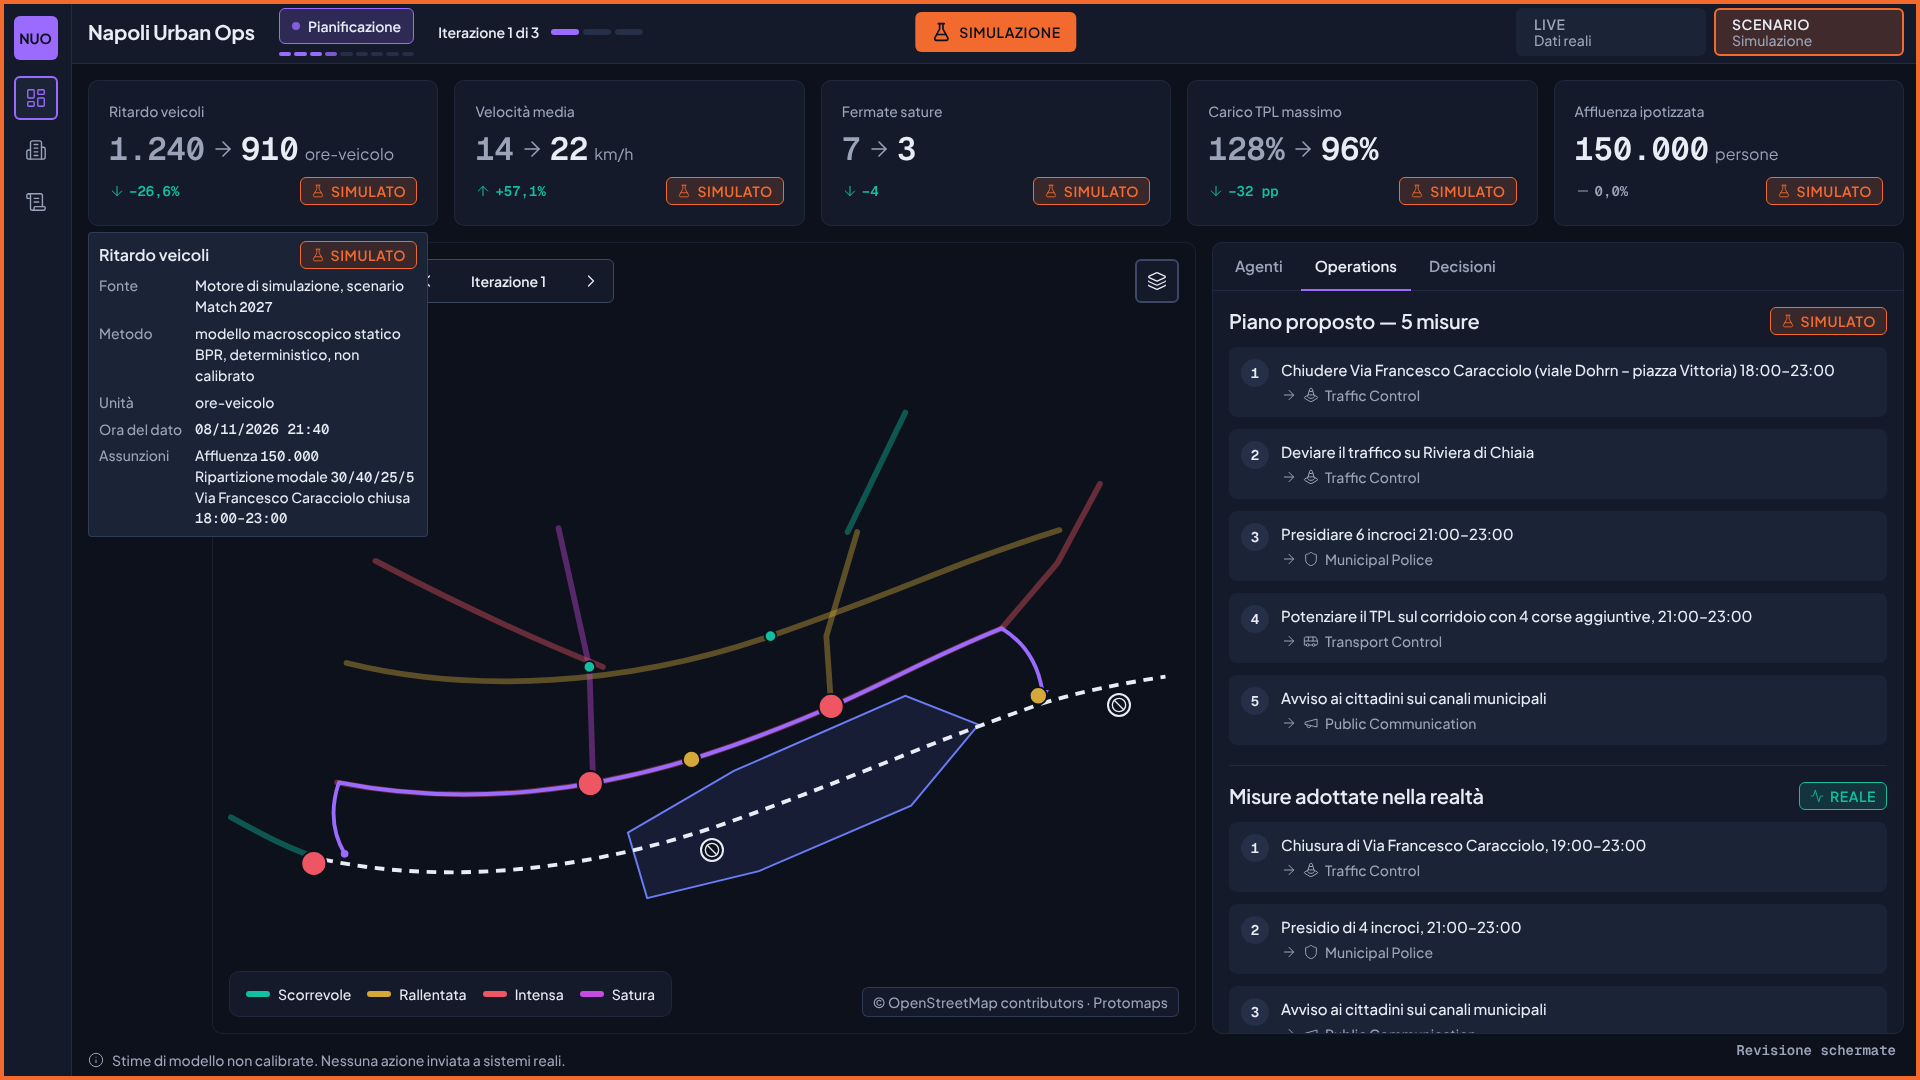 NUO
Napoli Urban Ops
Pianificazione
Iterazione 1 di 3
SIMULAZIONE
LIVE
Dati reali
SCENARIO
Simulazione
Ritardo veicoli
1.240 → 910 ore-veicolo
↓ −26,6%
SIMULATO
Velocità media
14 → 22 km/h
↑ +57,1%
SIMULATO
Fermate sature
7 → 3
↓ −4
SIMULATO
Carico TPL massimo
128% → 96%
↓ −32 pp
SIMULATO
Affluenza ipotizzata
150.000 persone
— 0,0%
SIMULATO
Ritardo veicoli
SIMULATO
Fonte
Motore di simulazione, scenario
Match 2027
Metodo
modello macroscopico statico
BPR, deterministico, non
calibrato
Unità
ore-veicolo
Ora del dato
08/11/2026 21:40
Assunzioni
Affluenza 150.000
Ripartizione modale 30/40/25/5
Via Francesco Caracciolo chiusa
18:00–23:00
Iterazione 1
Scorrevole
Rallentata
Intensa
Satura
© OpenStreetMap contributors · Protomaps
Agenti
Operations
Decisioni
Piano proposto — 5 misure
SIMULATO
1
Chiudere Via Francesco Caracciolo (viale Dohrn – piazza Vittoria) 18:00–23:00
→ Traffic Control
2
Deviare il traffico su Riviera di Chiaia
→ Traffic Control
3
Presidiare 6 incroci 21:00–23:00
→ Municipal Police
4
Potenziare il TPL sul corridoio con 4 corse aggiuntive, 21:00–23:00
→ Transport Control
5
Avviso ai cittadini sui canali municipali
→ Public Communication
Misure adottate nella realtà
REALE
1
Chiusura di Via Francesco Caracciolo, 19:00–23:00
→ Traffic Control
2
Presidio di 4 incroci, 21:00–23:00
→ Municipal Police
3
Avviso ai cittadini sui canali municipali
→ Public Communication
Stime di modello non calibrate. Nessuna azione inviata a sistemi reali.
Revisione schermate